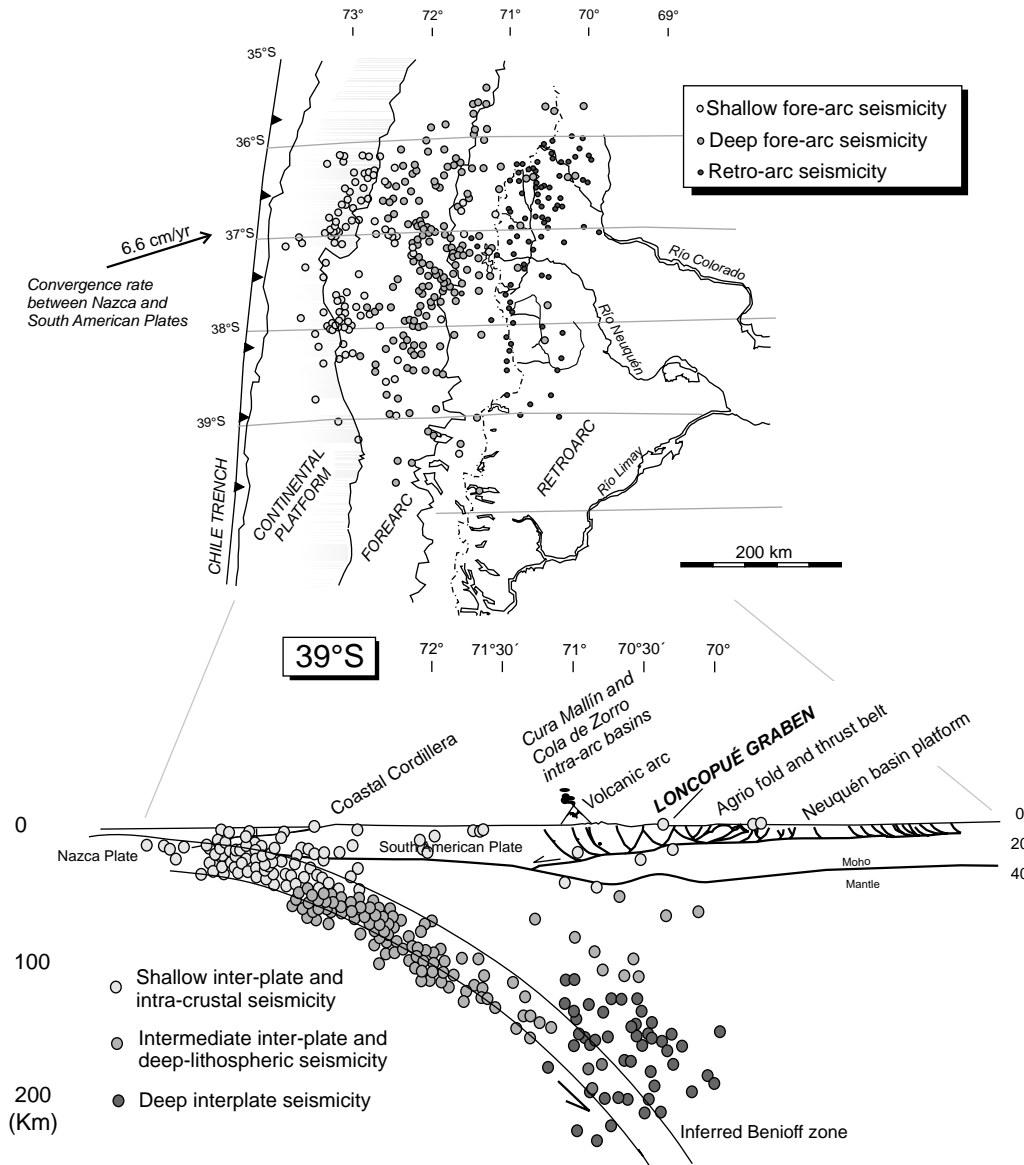 73° 72° 71° 70° 69°
35°S
36°S
37°S
38°S
39°S
Shallow fore-arc seismicity
Deep fore-arc seismicity
Retro-arc seismicity
6.6 cm/yr
Convergence rate
between Nazca and
South American Plates
Río Colorado
Río Neuquén
Río Limay
CHILE TRENCH
CONTINENTAL
PLATFORM
FOREARC
RETROARC
200 km
39°S
72° 71°30´ 71° 70°30´ 70°
Coastal Cordillera
Cura Mallín and
Cola de Zorro
intra-arc basins
Volcanic arc
LONCOPUÉ GRABEN
Agrio fold and thrust belt
Neuquén basin platform
0
100
200
(Km)
0
20
40
Nazca Plate
South American Plate
Moho
Mantle
Shallow inter-plate and
intra-crustal seismicity
Intermediate inter-plate and
deep-lithospheric seismicity
Deep interplate seismicity
Inferred Benioff zone